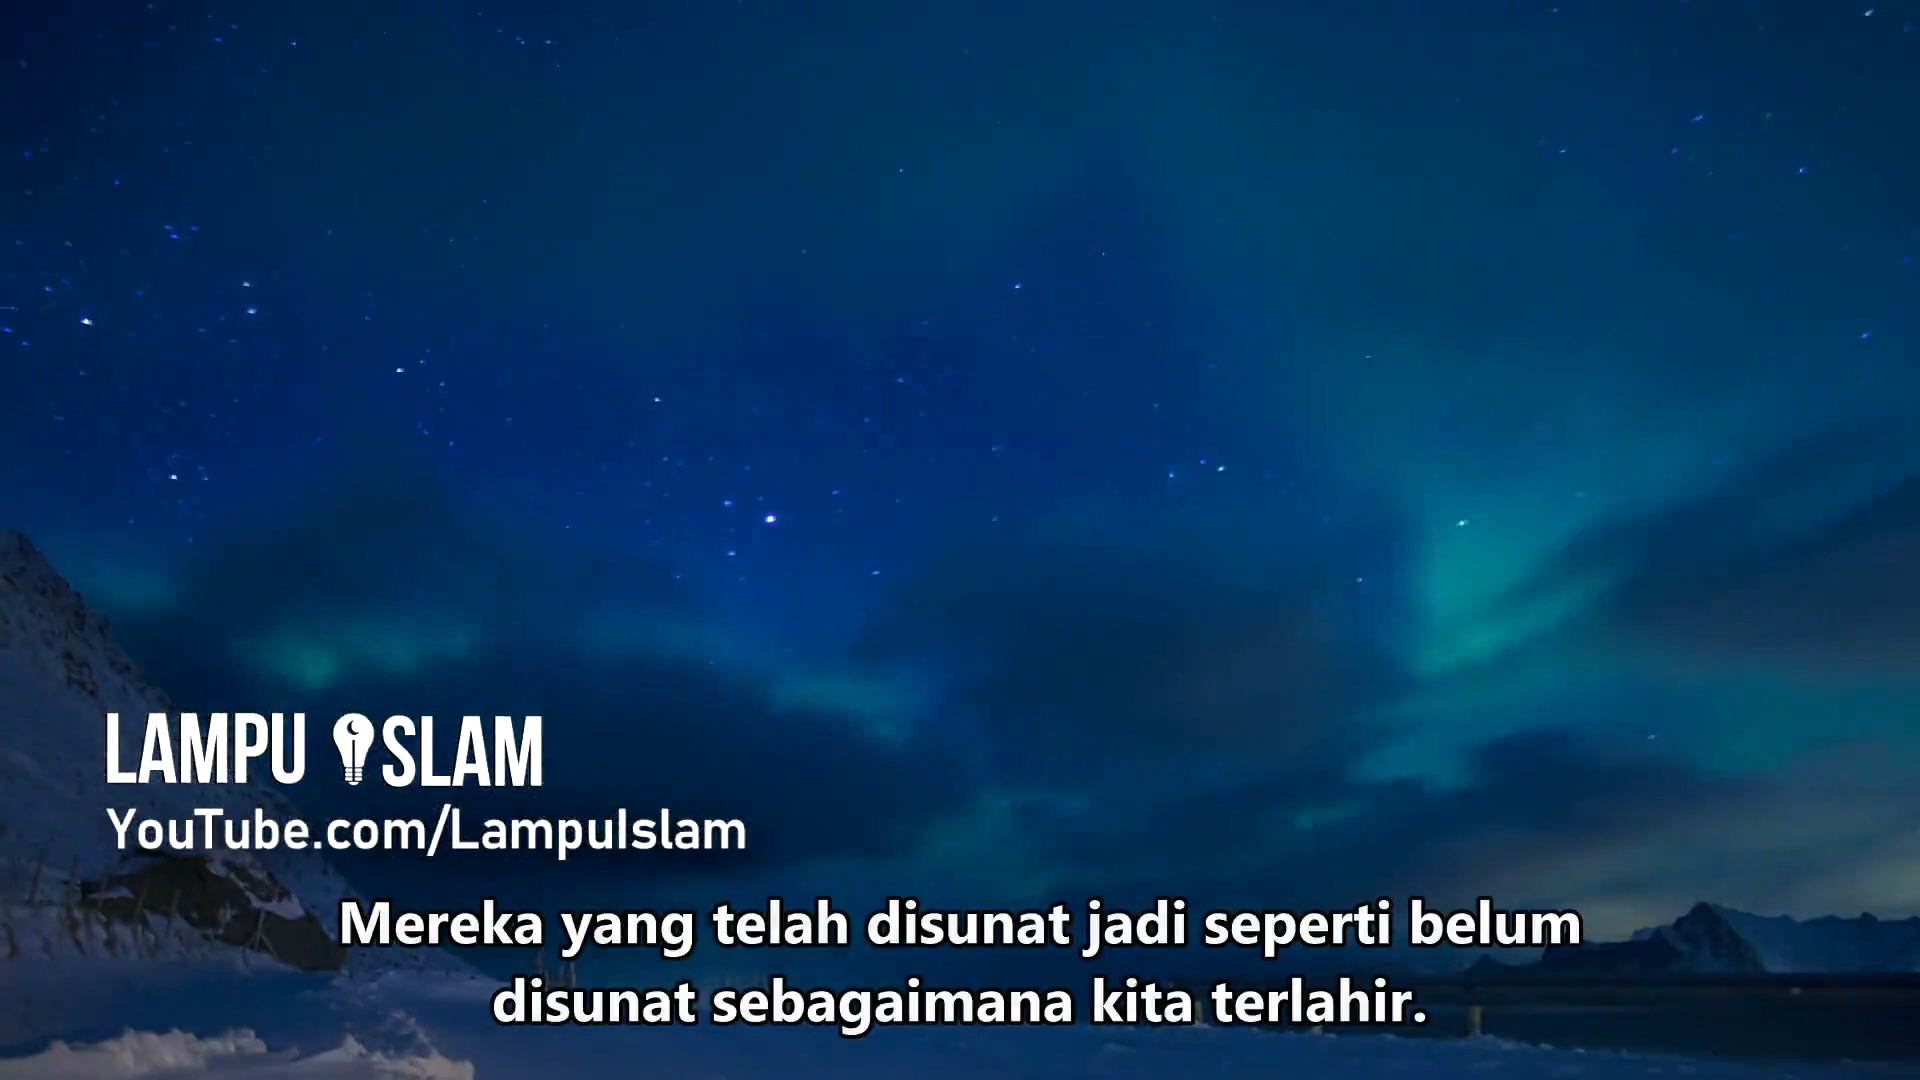 LAMPU ISLAM
YouTube.com/LampuIslam
Mereka yang telah disunat jadi seperti belum
disunat sebagaimana kita terlahir.